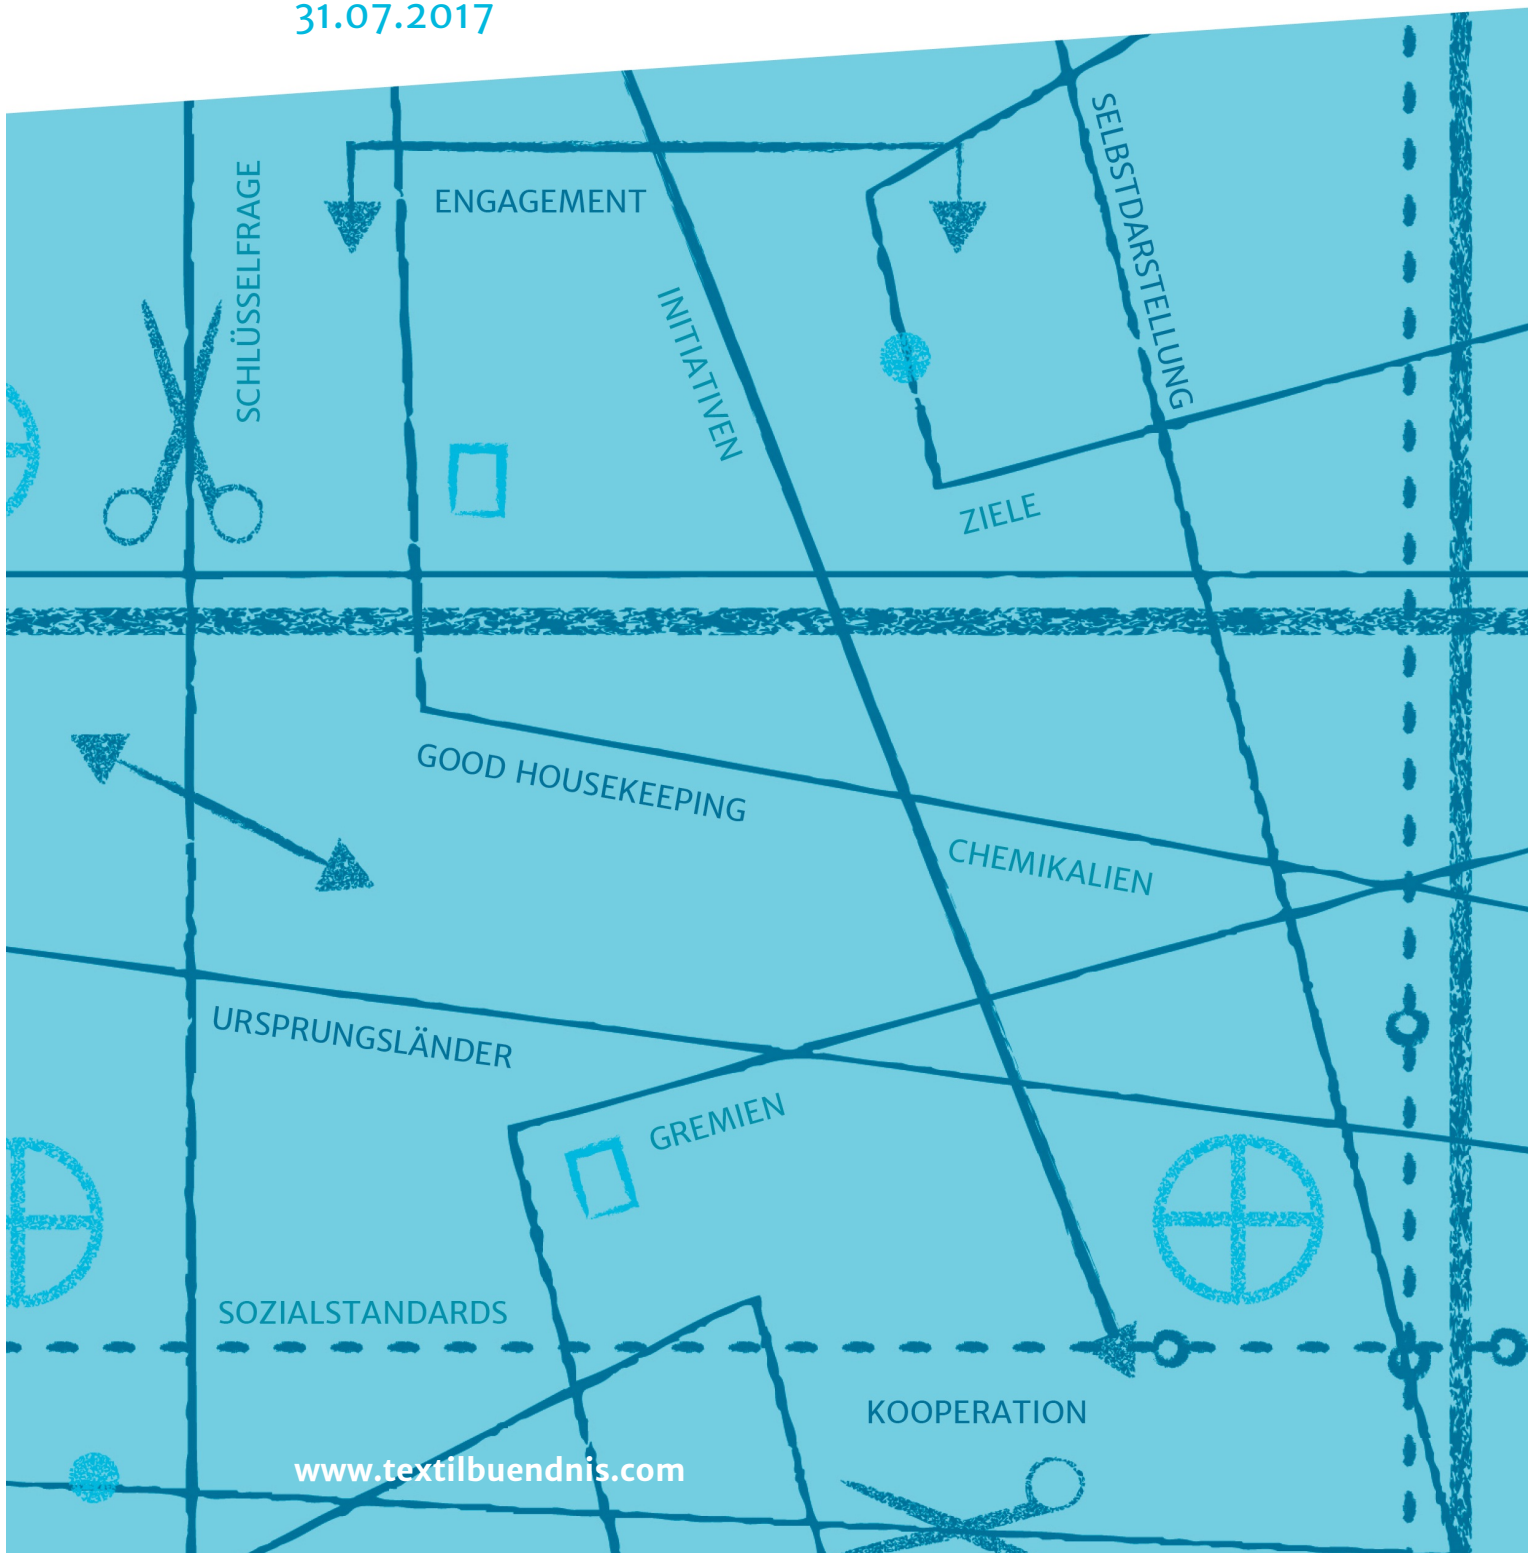 31.07.2017
SELBSTDARSTELLUNG
SCHLÜSSELFRAGE
ENGAGEMENT
INITIATIVEN
ZIELE
GOOD HOUSEKEEPING
CHEMIKALIEN
URSPRUNGSLÄNDER
GREMIEN
SOZIALSTANDARDS
KOOPERATION
www.textilbuendnis.com